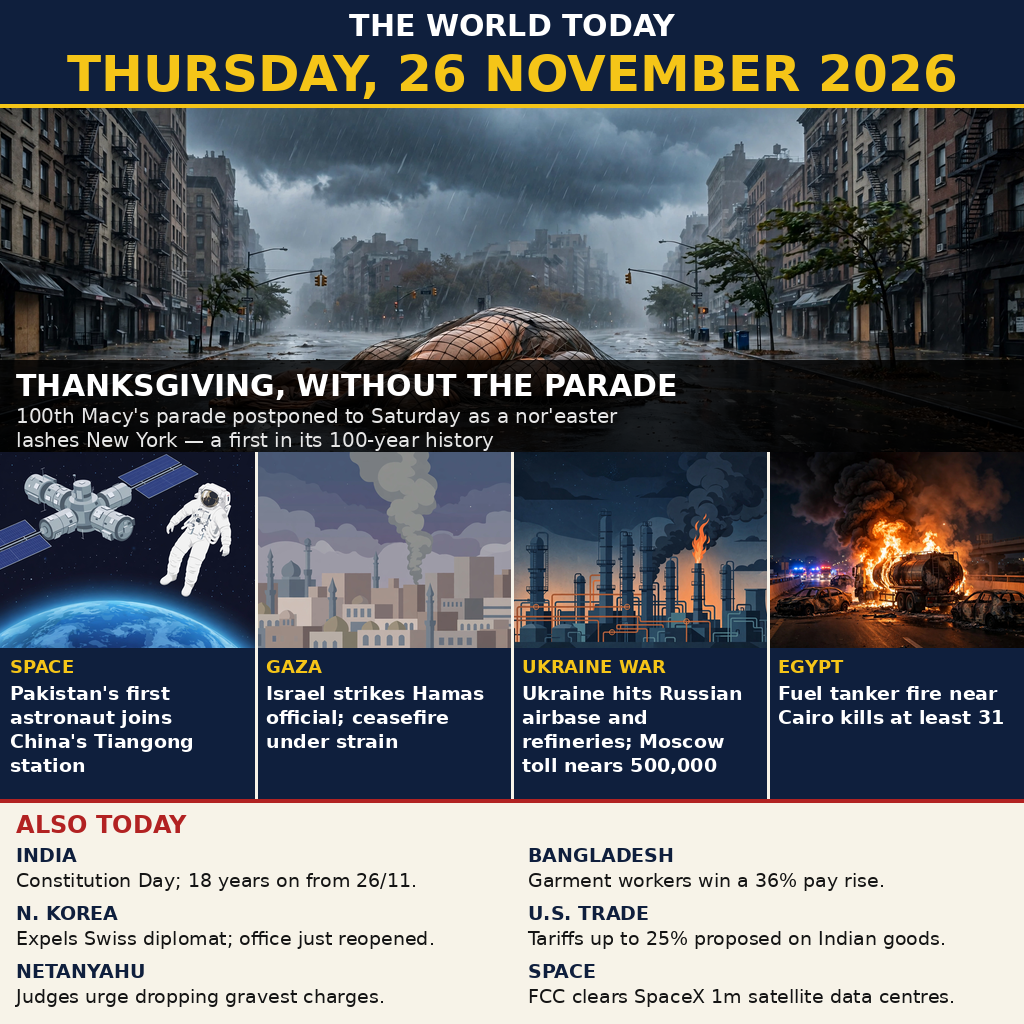 THE WORLD TODAY
THURSDAY, 26 NOVEMBER 2026
THANKSGIVING, WITHOUT THE PARADE
100th Macy's parade postponed to Saturday as a nor'easter
lashes New York — a first in its 100-year history
SPACE
Pakistan's first
astronaut joins
China's Tiangong
station
GAZA
Israel strikes Hamas
official; ceasefire
under strain
UKRAINE WAR
Ukraine hits Russian
airbase and
refineries; Moscow
toll nears 500,000
EGYPT
Fuel tanker fire near
Cairo kills at least 31
ALSO TODAY
INDIA
Constitution Day; 18 years on from 26/11.
N. KOREA
Expels Swiss diplomat; office just reopened.
NETANYAHU
Judges urge dropping gravest charges.
BANGLADESH
Garment workers win a 36% pay rise.
U.S. TRADE
Tariffs up to 25% proposed on Indian goods.
SPACE
FCC clears SpaceX 1m satellite data centres.